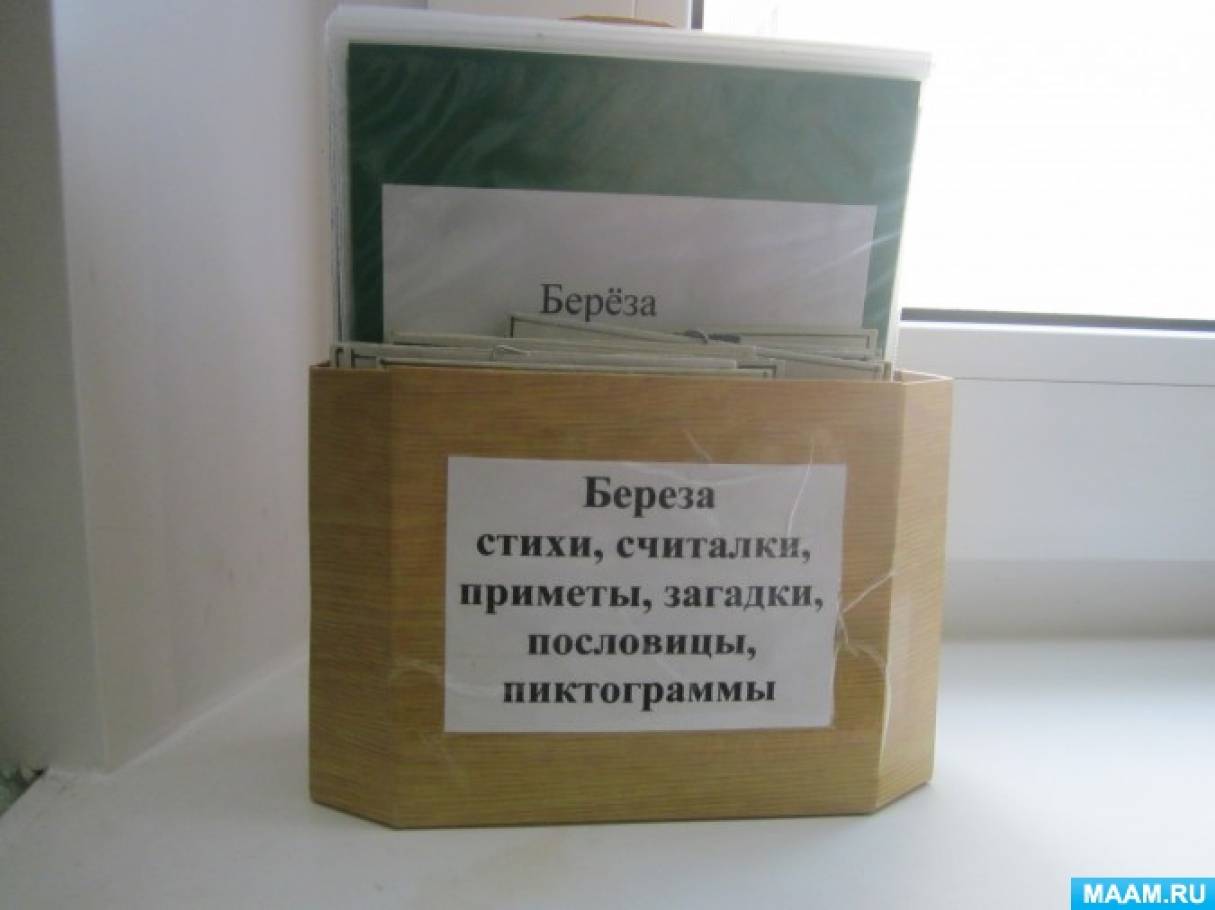 Берёза
Береза
стихи, считалки,
приметы, загадки,
пословицы,
пиктограммы
MAAM.RU